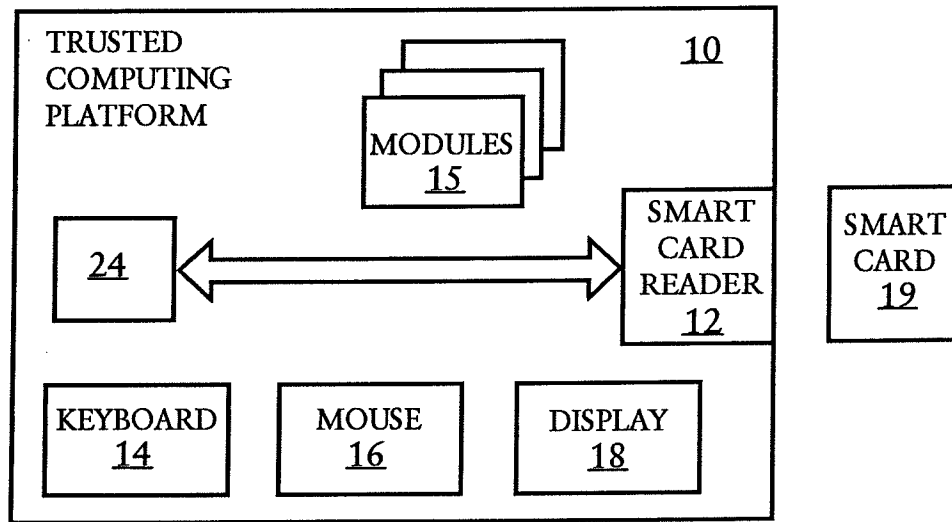 TRUSTED
COMPUTING
PLATFORM
10
MODULES
15
24
SMART
CARD
READER
12
SMART
CARD
19
KEYBOARD
14
MOUSE
16
DISPLAY
18